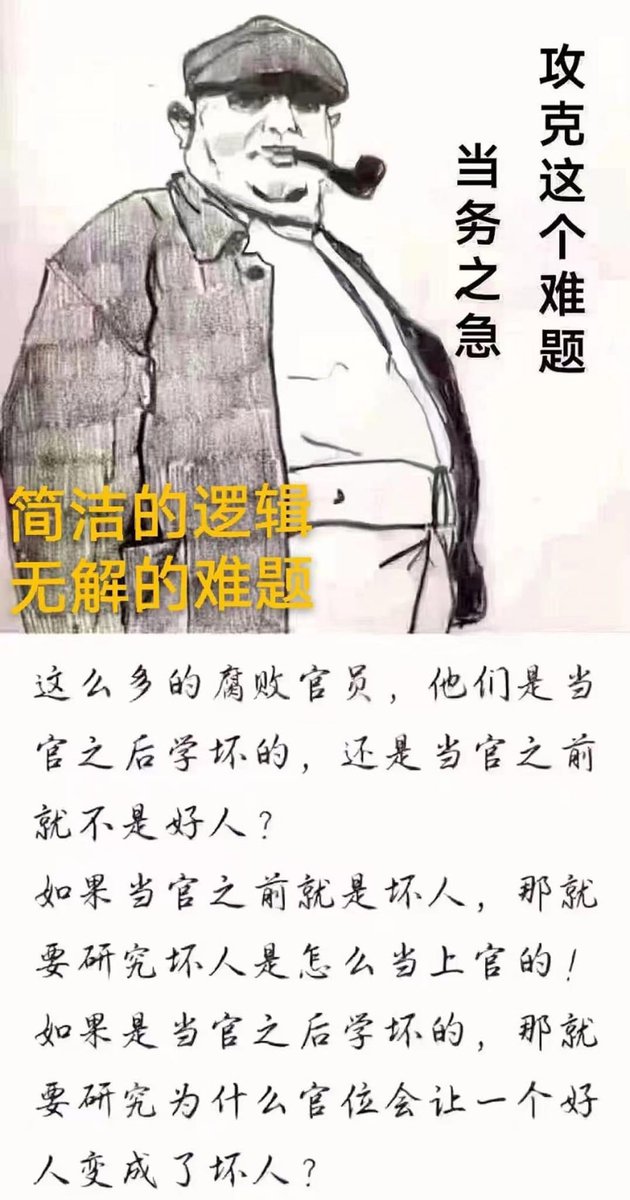 攻克这个难题
当务之急
简洁的逻辑
无解的难题
这么多的腐败官员，他们是当
官之后学坏的，还是当官之前
就不是好人？
如果当官之前就是坏人，那就
要研究坏人是怎么当上官的！
如果是当官之后学坏的，那就
要研究为什么官位会让一个好
人变成了坏人？